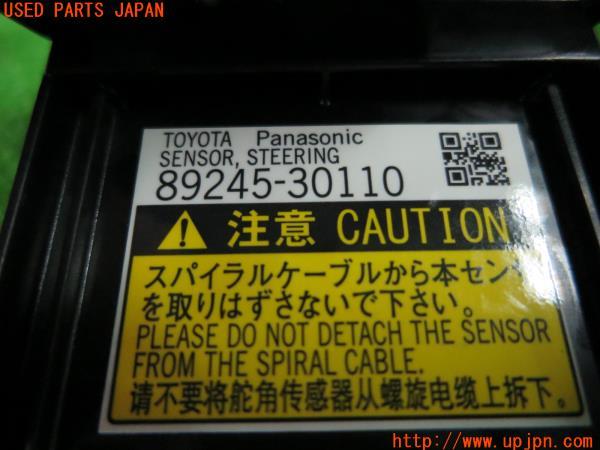 USED PARTS JAPAN
TOYOTA Panasonic
SENSOR, STEERING
89245-30110
注意 CAUTION
スパイラルケーブルから本センサ
を取りはずさないで下さい。
PLEASE DO NOT DETACH THE SENSOR
FROM THE SPIRAL CABLE.
请不要将舵角传感器从螺旋电缆上拆下。
http://www.upjpn.com/